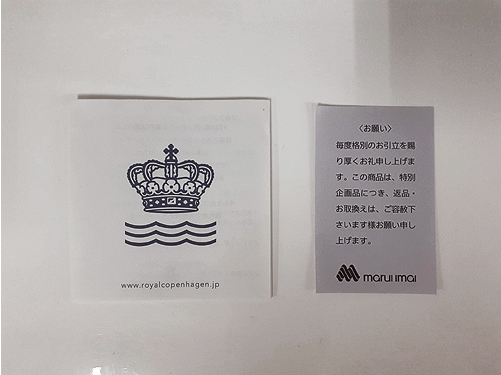 www.royalcopenhagen.jp
〈お願い〉
毎度格別のお引立を賜
り厚くお礼申し上げま
す。この商品は、特別
企画品につき、返品・
お取換えは、ご容赦下
さいます様お願い申し
上げます。
marui imai